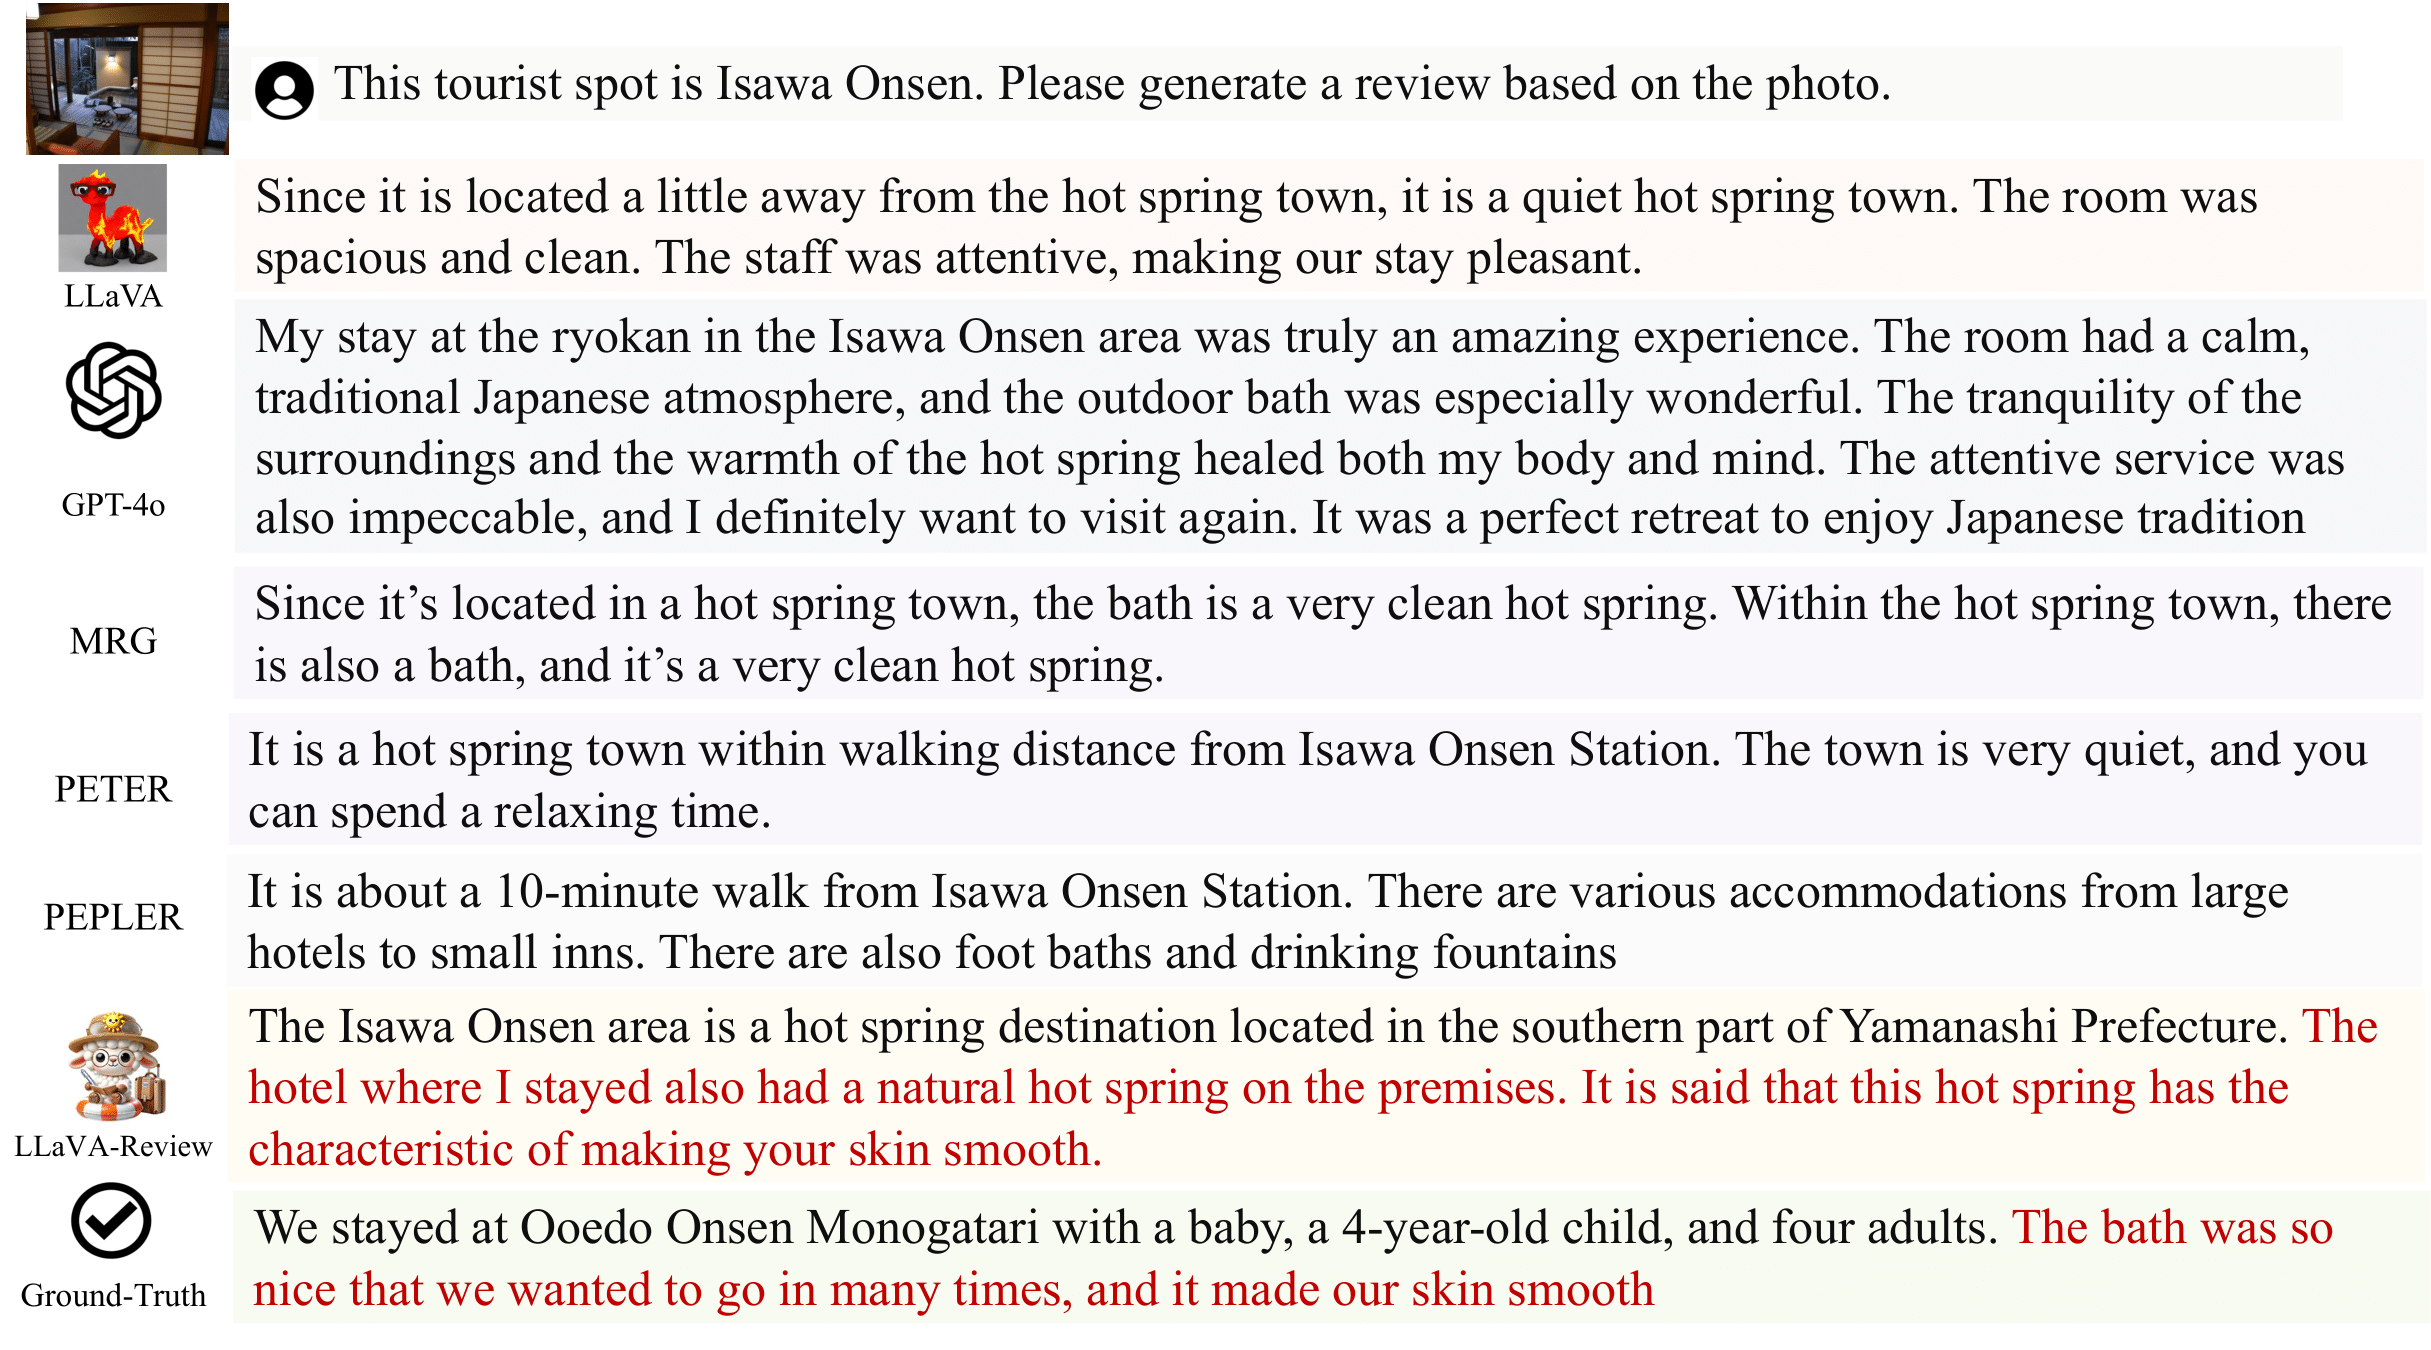 This tourist spot is Isawa Onsen. Please generate a review based on the photo.
Since it is located a little away from the hot spring town, it is a quiet hot spring town. The room was
spacious and clean. The staff was attentive, making our stay pleasant.
LLaVA
My stay at the ryokan in the Isawa Onsen area was truly an amazing experience. The room had a calm,
traditional Japanese atmosphere, and the outdoor bath was especially wonderful. The tranquility of the
surroundings and the warmth of the hot spring healed both my body and mind. The attentive service was
also impeccable, and I definitely want to visit again. It was a perfect retreat to enjoy Japanese tradition
GPT-4o
Since it’s located in a hot spring town, the bath is a very clean hot spring. Within the hot spring town, there
is also a bath, and it’s a very clean hot spring.
MRG
It is a hot spring town within walking distance from Isawa Onsen Station. The town is very quiet, and you
can spend a relaxing time.
PETER
It is about a 10-minute walk from Isawa Onsen Station. There are various accommodations from large
hotels to small inns. There are also foot baths and drinking fountains
PEPLER
The Isawa Onsen area is a hot spring destination located in the southern part of Yamanashi Prefecture. The
hotel where I stayed also had a natural hot spring on the premises. It is said that this hot spring has the
characteristic of making your skin smooth.
LLaVA-Review
We stayed at Ooedo Onsen Monogatari with a baby, a 4-year-old child, and four adults. The bath was so
nice that we wanted to go in many times, and it made our skin smooth
Ground-Truth